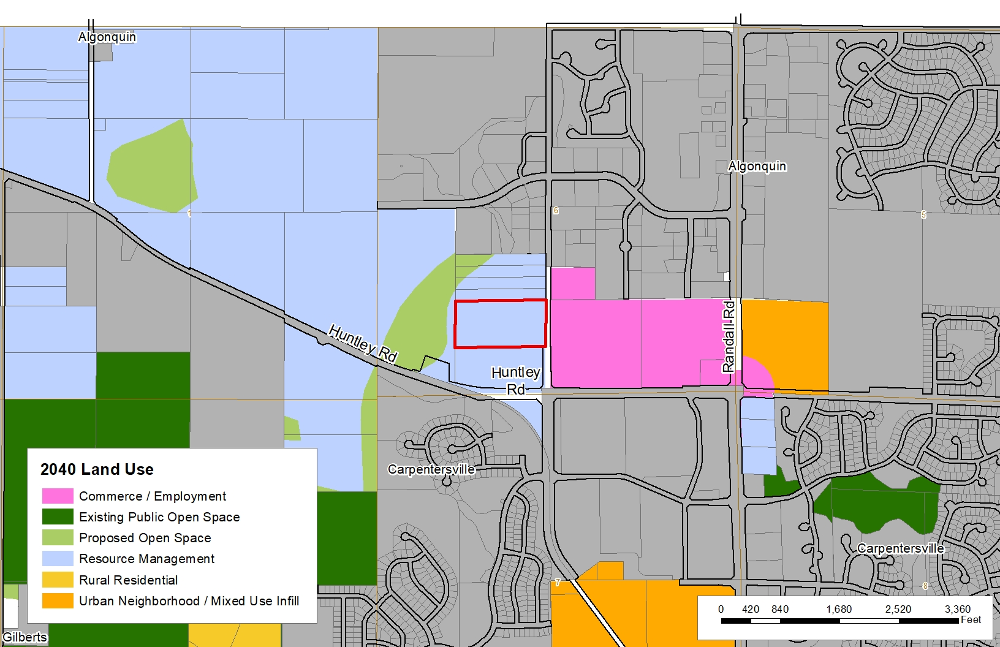 Algonquin
Algonquin
1
6
5
Huntley Rd
Randall Rd
Huntley
Rd
Carpentersville
2040 Land Use
Commerce / Employment
Existing Public Open Space
Proposed Open Space
Resource Management
Rural Residential
Urban Neighborhood / Mixed Use Infill
Carpentersville
7
8
0 420 840 1,680 2,520 3,360
Feet
Gilberts